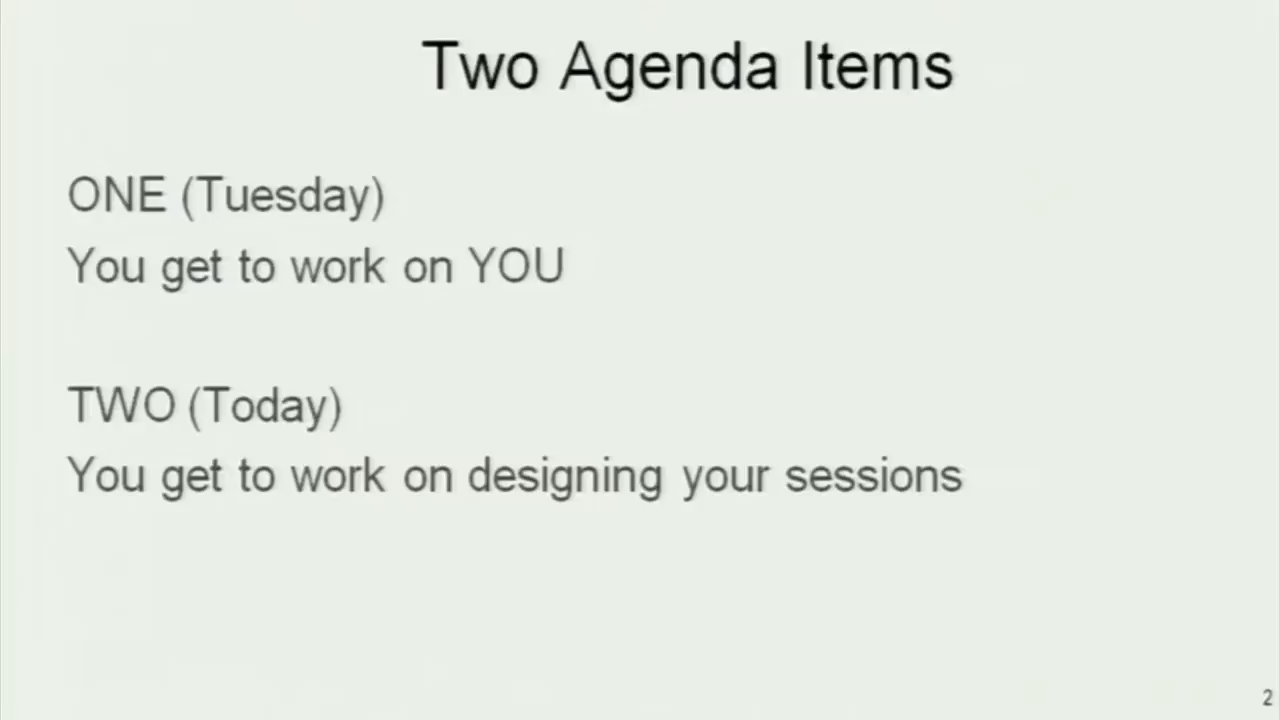 Two Agenda Items
ONE (Tuesday)
You get to work on YOU
TWO (Today)
You get to work on designing your sessions
2